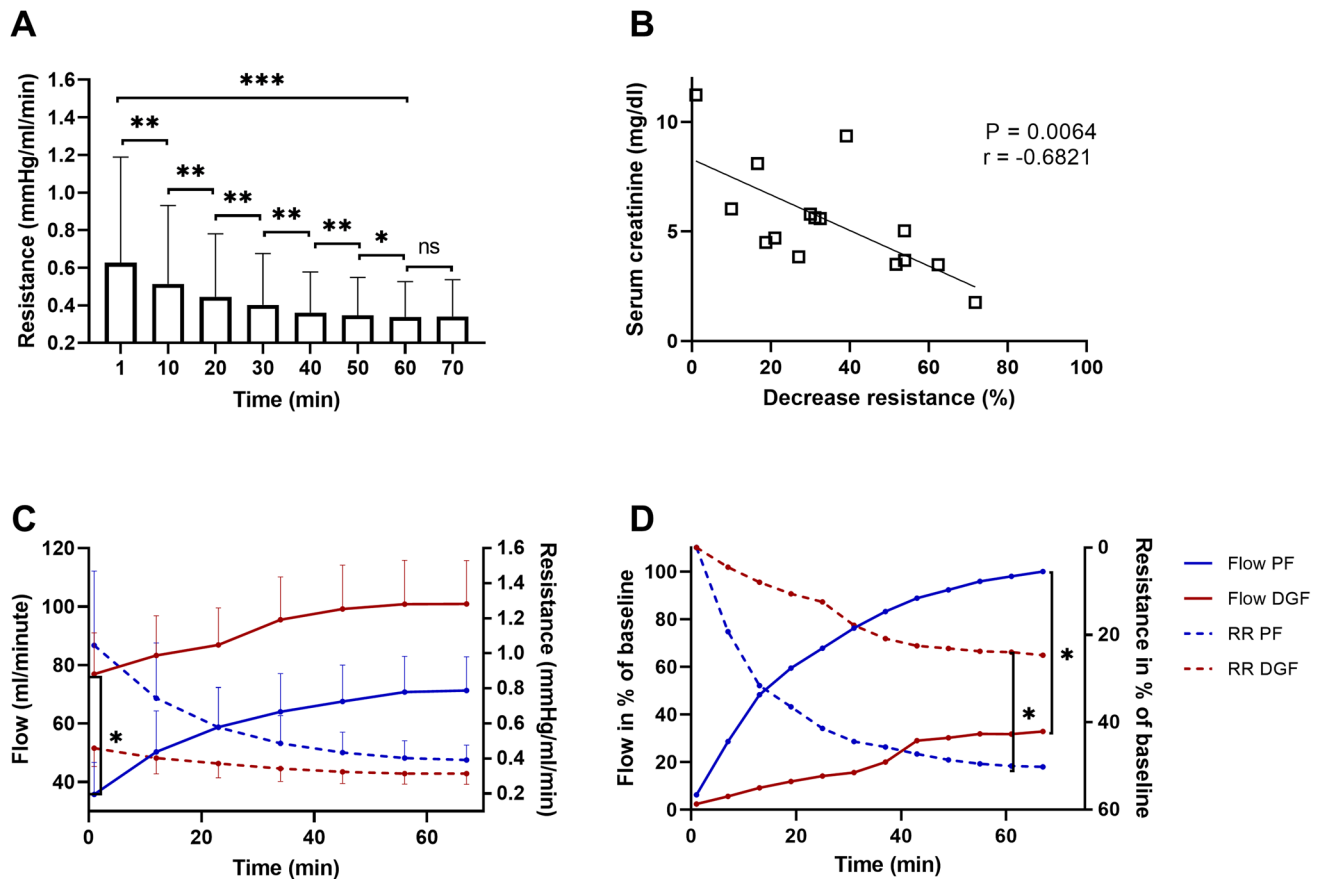 A
Resistance (mmHg/ml/min)
1.6
1.4
1.2
1.0
0.8
0.6
0.4
0.2
***
**
**
**
**
**
*
ns
1 10 20 30 40 50 60 70
Time (min)
B
Serum creatinine (mg/dl)
10
5
0
P = 0.0064
r = -0.6821
0 20 40 60 80 100
Decrease resistance (%)
C
Flow (ml/minute)
120
100
80
60
40
*
1.6
1.4
1.2
1.0
0.8
0.6
0.4
0.2
Resistance (mmHg/ml/min)
0 20 40 60
Time (min)
D
Flow in % of baseline
100
80
60
40
20
0
*
*
0
20
40
60
Resistance in % of baseline
0 20 40 60
Time (min)
Flow PF
Flow DGF
RR PF
RR DGF